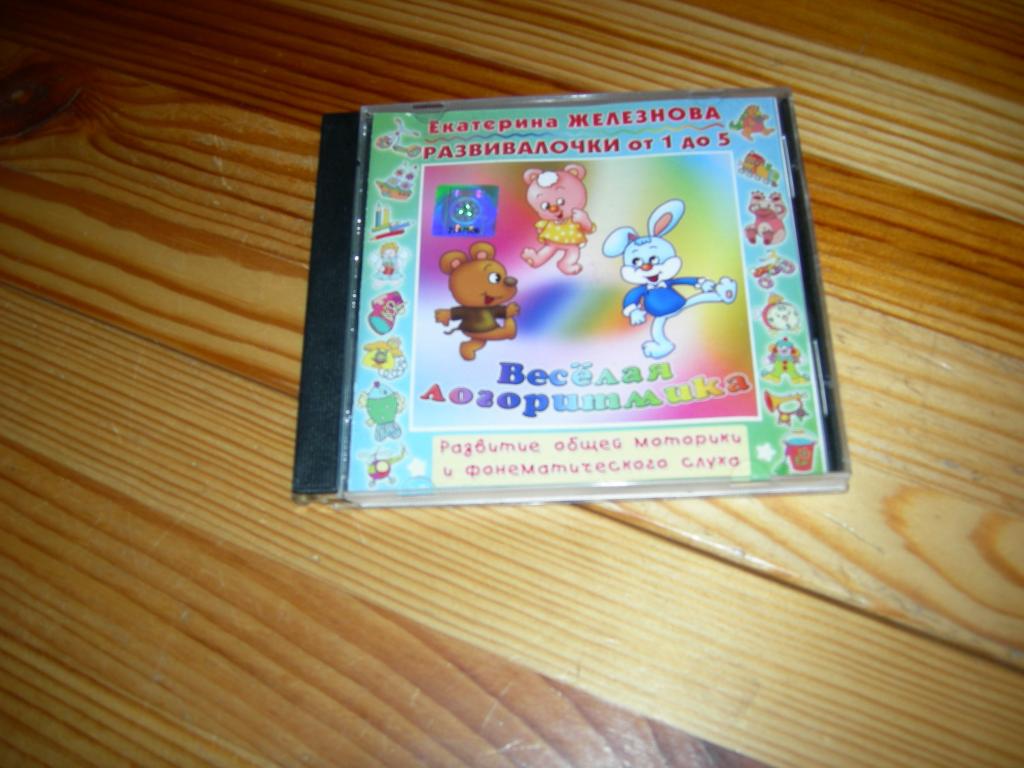 Екатерина ЖЕЛЕЗНОВА
РАЗВИВАЛОЧКИ от 1 до 5
Весёлая
логоритмика
Развитие общей моторики
и фонематического слуха